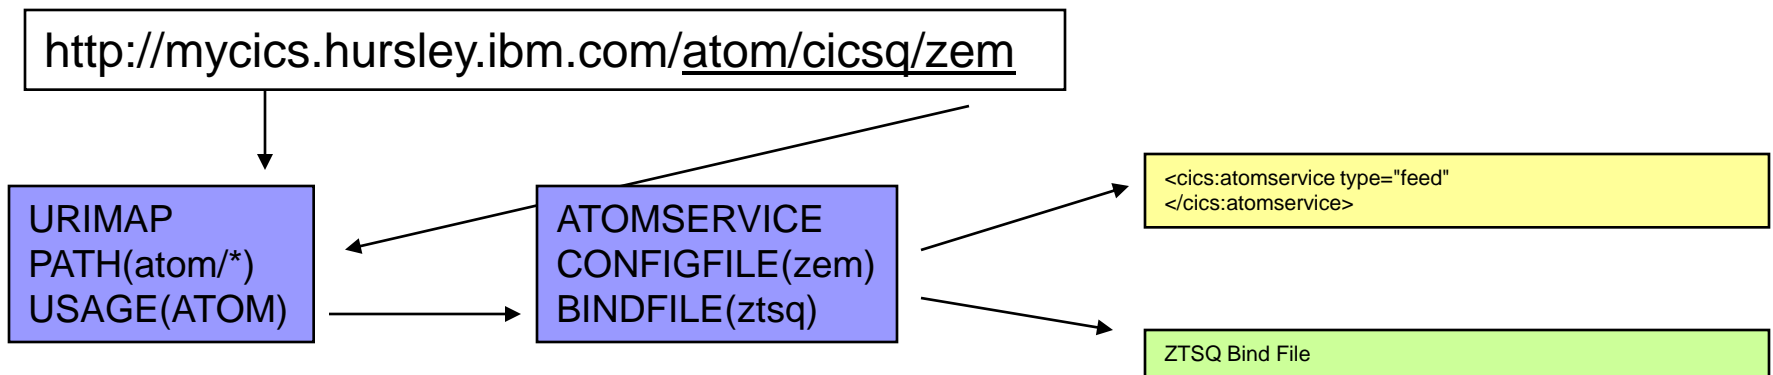 http://mycics.hursley.ibm.com/atom/cicsq/zem
URIMAP
PATH(atom/*)
USAGE(ATOM)
ATOMSERVICE
CONFIGFILE(zem)
BINDFILE(ztsq)
<cics:atomservice type="feed"
</cics:atomservice>
ZTSQ Bind File